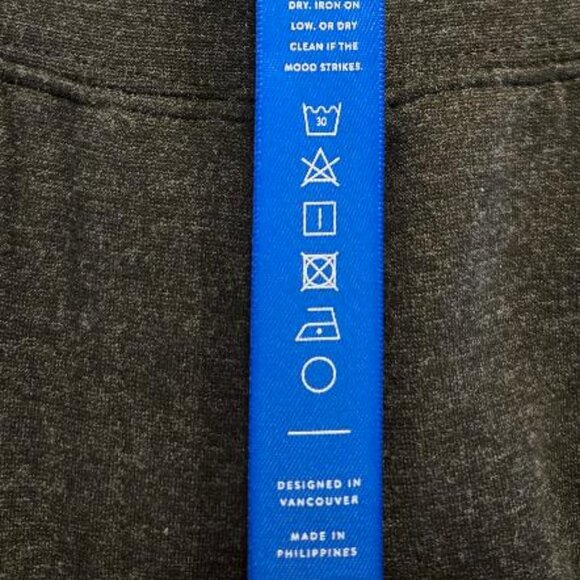 DRY. IRON ON
LOW. OR DRY
CLEAN IF THE
MOOD STRIKES.
30
DESIGNED IN
VANCOUVER
MADE IN
PHILIPPINES